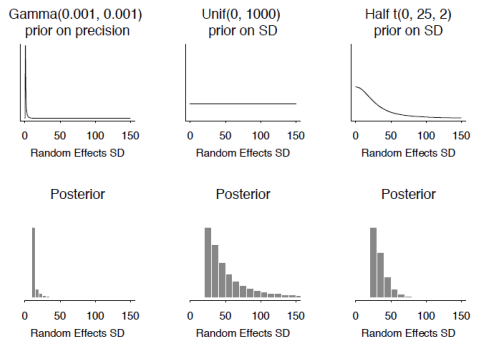 Gamma(0.001, 0.001)
prior on precision
Unif(0, 1000)
prior on SD
Half t(0, 25, 2)
prior on SD
0 50 100 150
Random Effects SD
0 50 100 150
Random Effects SD
0 50 100 150
Random Effects SD
Posterior
Posterior
Posterior
0 50 100 150
Random Effects SD
0 50 100 150
Random Effects SD
0 50 100 150
Random Effects SD